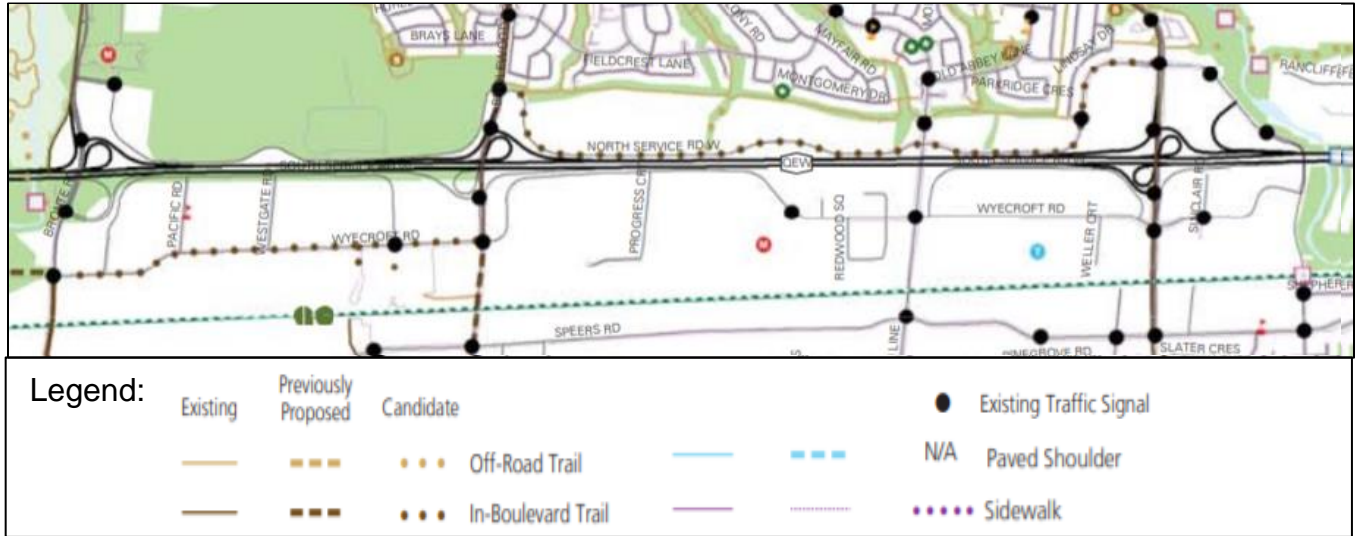 BRAYS LANE
FIELDCREST LANE
MAYFAIR RD
OLD ABBEY LANE
LINDSAY DR
MONTGOMERY DR
PARKRIDGE CRES
NORTH SERVICE RD W
QEW
PACIFIC RD
WESTGATE RD
WYECROFT RD
PROGRESS CRT
REDWOOD SQ
WYECROFT RD
WELLER CRT
SINCLAIR RD
SPEERS RD
LINE
PINEGROVE RD
SLATER CRES
M
M
T
Legend:
Existing
Previously
Proposed
Candidate
Existing Traffic Signal
Off-Road Trail
N/A
Paved Shoulder
In-Boulevard Trail
Sidewalk